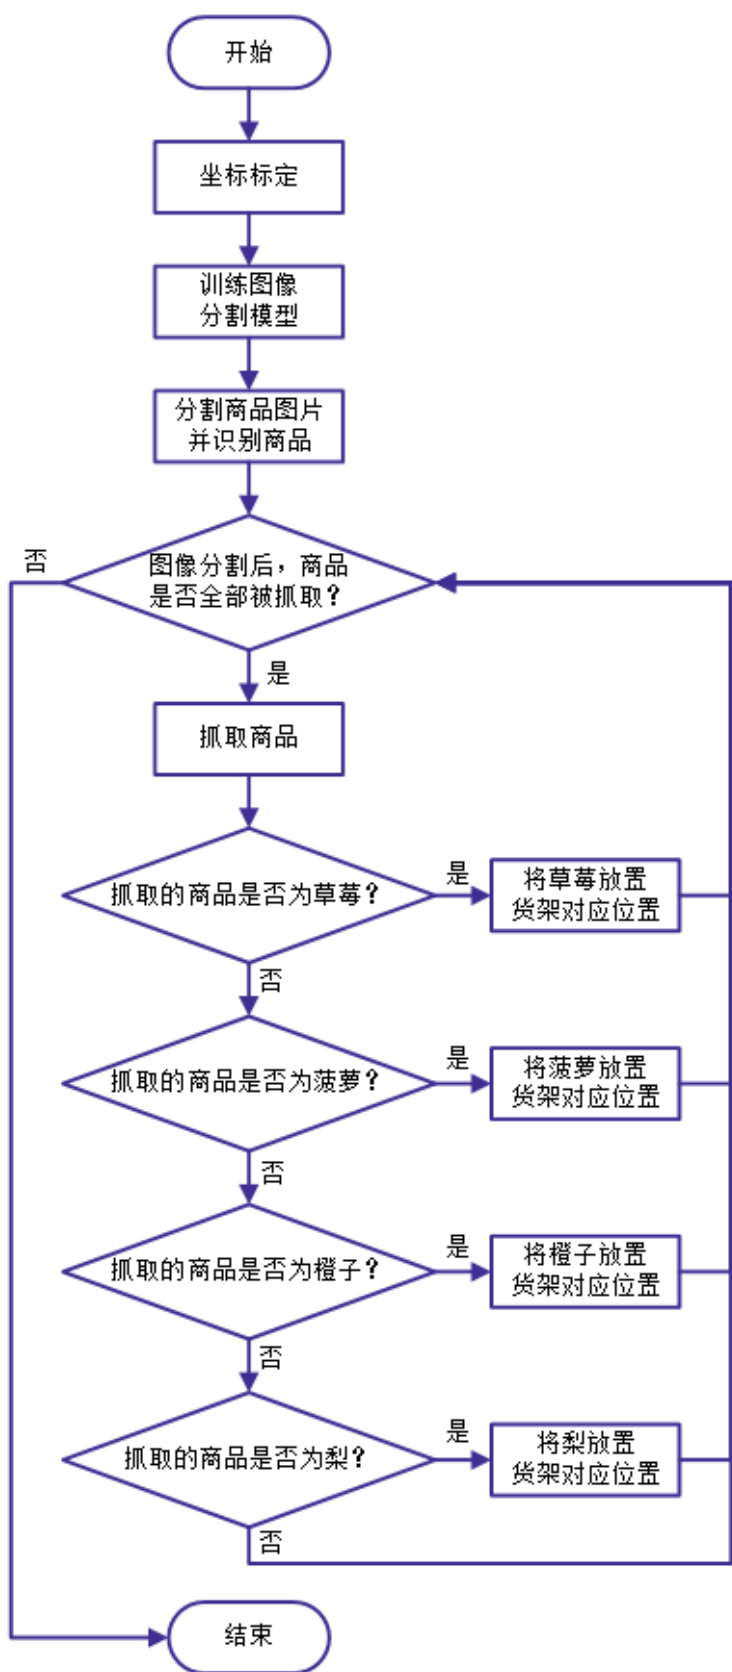 开始
坐标标定
训练图像
分割模型
分割商品图片
并识别商品
否
图像分割后，商品
是否全部被抓取？
是
抓取商品
抓取的商品是否为草莓？
是
将草莓放置
货架对应位置
否
抓取的商品是否为菠萝？
是
将菠萝放置
货架对应位置
否
抓取的商品是否为橙子？
是
将橙子放置
货架对应位置
否
抓取的商品是否为梨？
是
将梨放置
货架对应位置
否
结束